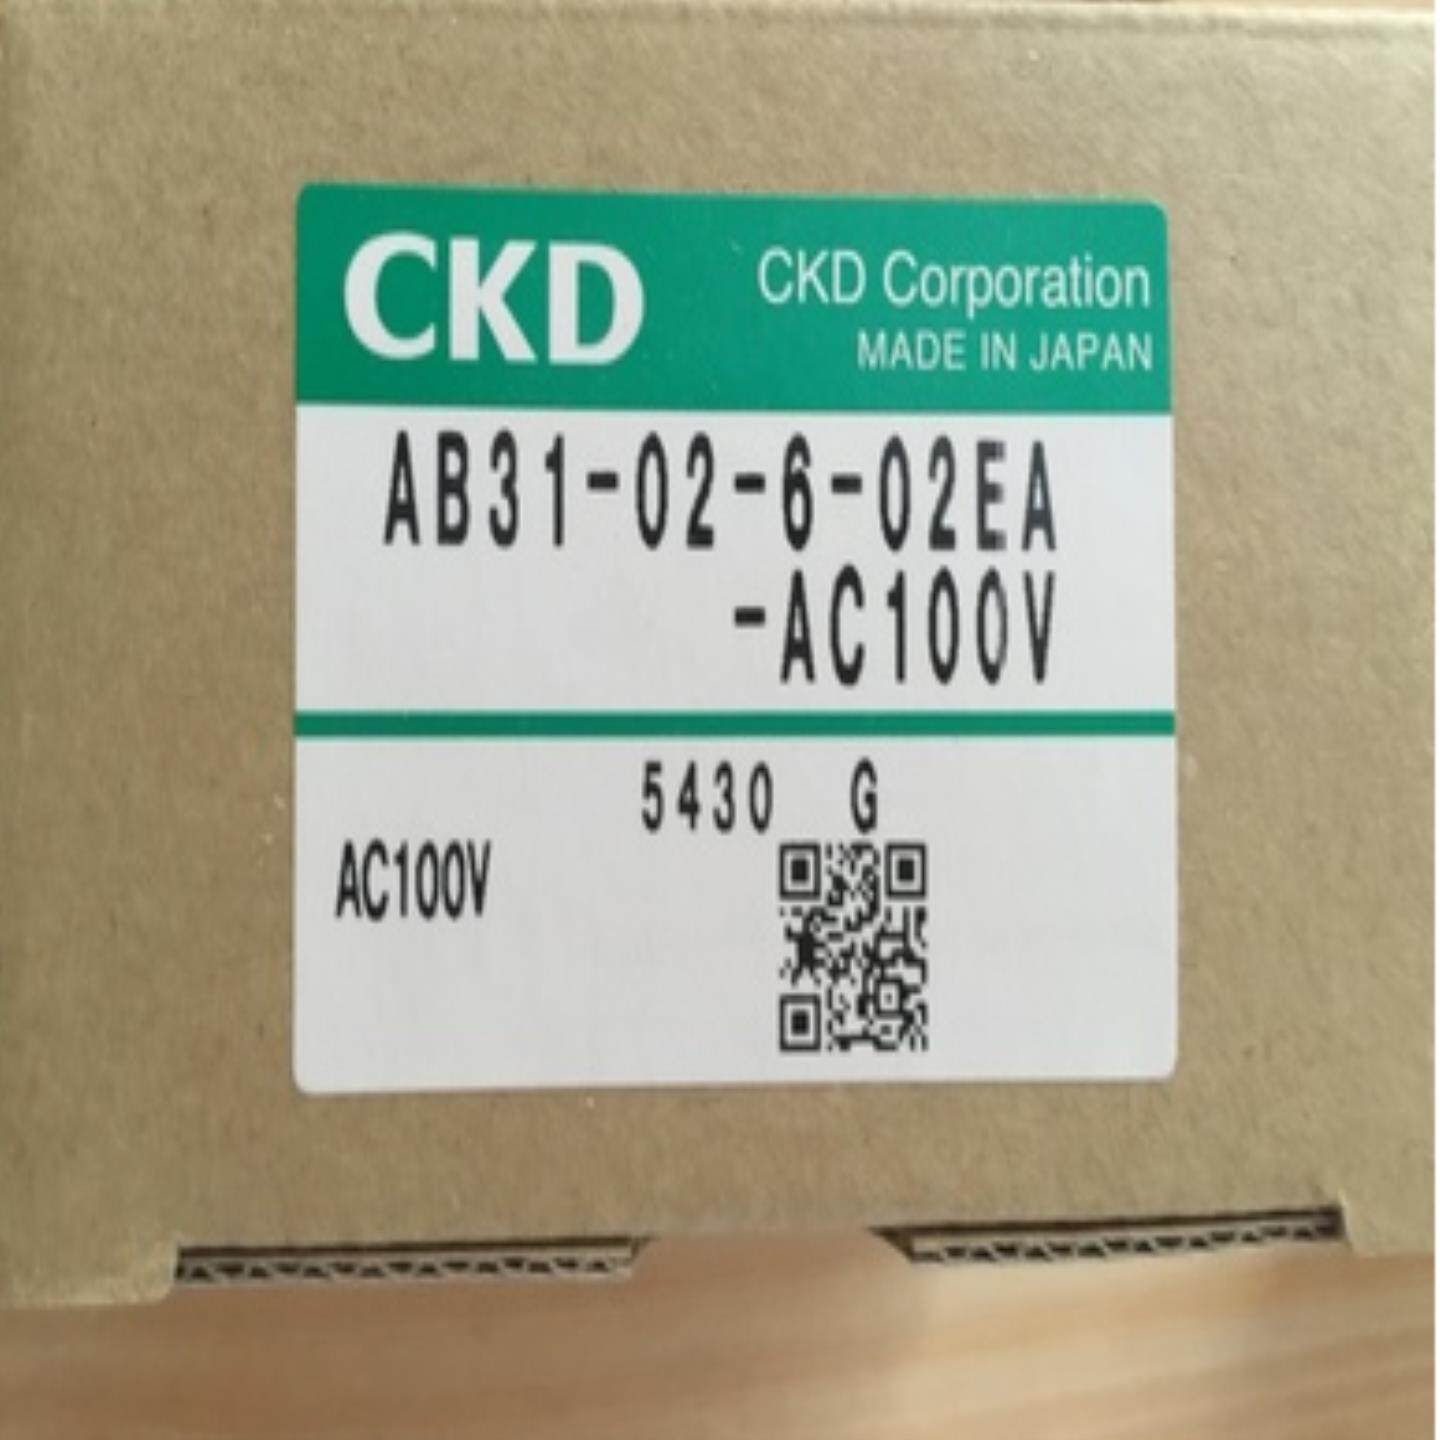 CKD
CKD Corporation
MADE IN JAPAN
AB31-02-6-02EA
-AC100V
5430 G
AC100V